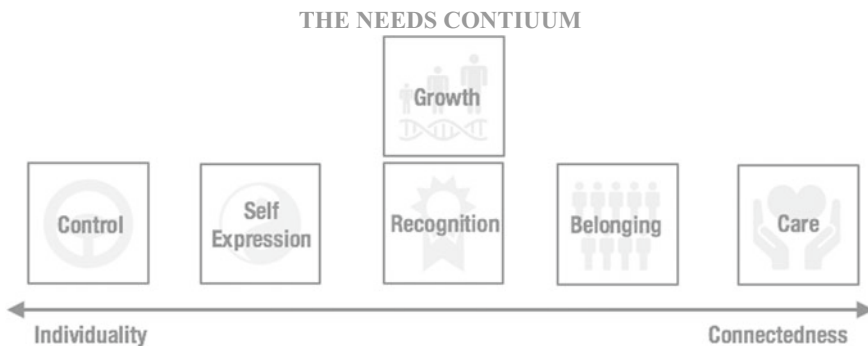 THE NEEDS CONTIUUM
Growth
Control
Self
Expression
Recognition
Belonging
Care
Individuality
Connectedness